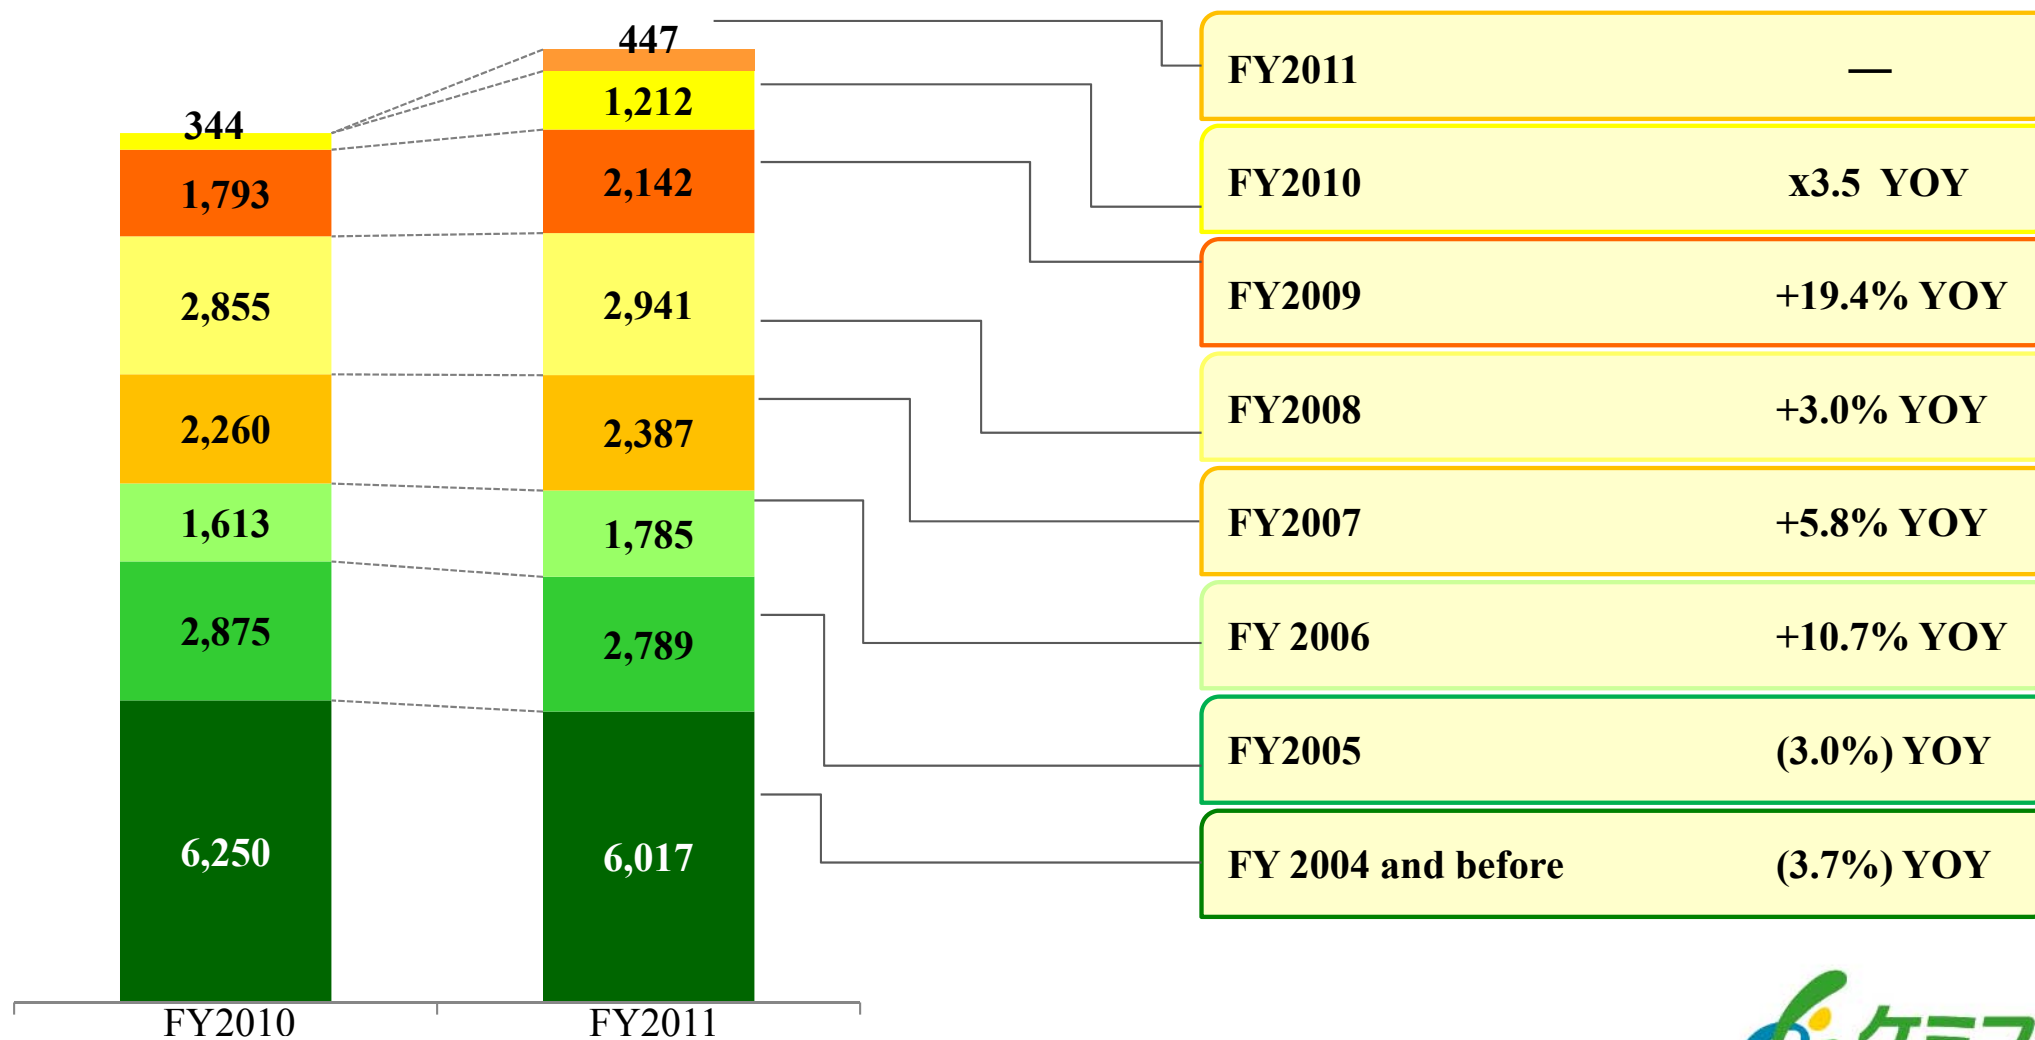 447
344
1,212
1,793
2,142
2,855
2,941
2,260
2,387
1,613
1,785
2,875
2,789
6,250
6,017
FY2010
FY2011
FY2011 —
FY2010 x3.5 YOY
FY2009 +19.4% YOY
FY2008 +3.0% YOY
FY2007 +5.8% YOY
FY 2006 +10.7% YOY
FY2005 (3.0%) YOY
FY 2004 and before (3.7%) YOY